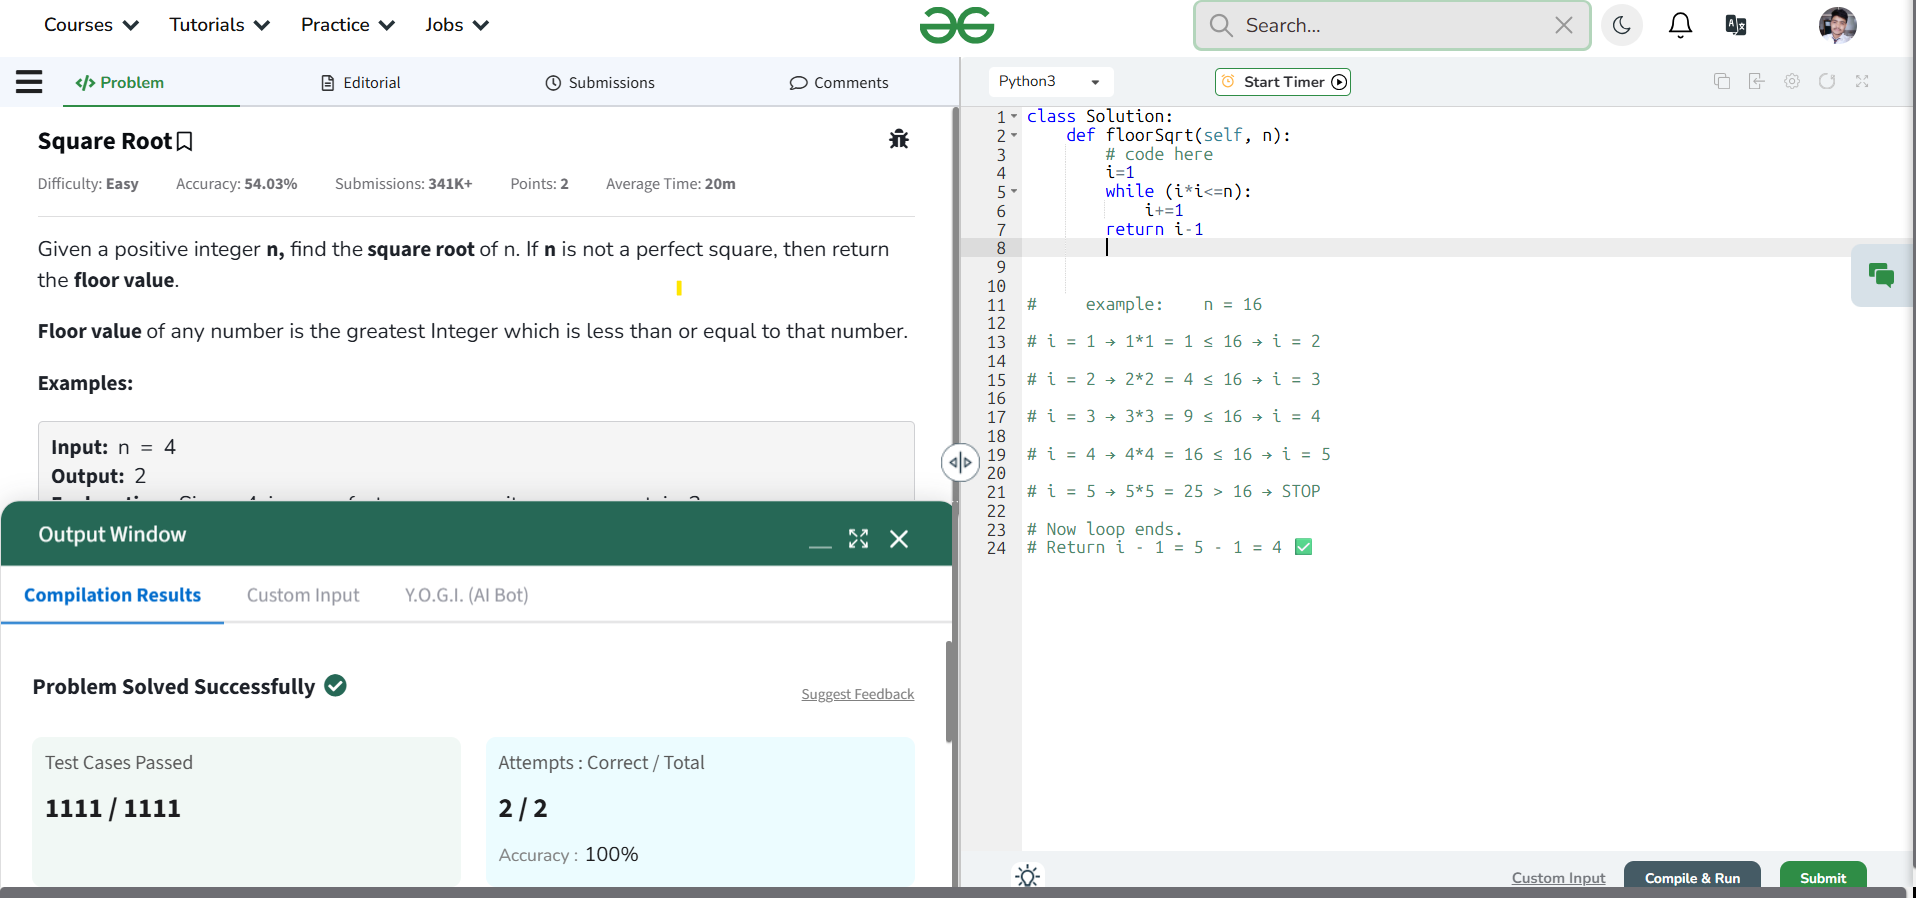 Courses Tutorials Practice Jobs Search...
Problem Editorial Submissions Comments
Square Root
Difficulty: Easy Accuracy: 54.03% Submissions: 341K+ Points: 2 Average Time: 20m
Given a positive integer n, find the square root of n. If n is not a perfect square, then return
the floor value.
Floor value of any number is the greatest Integer which is less than or equal to that number.
Examples:
Input: n = 4
Output: 2
Output Window
Compilation Results Custom Input Y.O.G.I. (AI Bot)
Problem Solved Successfully
Suggest Feedback
Test Cases Passed
1111 / 1111
Attempts : Correct / Total
2 / 2
Accuracy : 100%
Python3 Start Timer
1 class Solution:
2 def floorSqrt(self, n):
3 # code here
4 i=1
5 while (i*i<=n):
6 i+=1
7 return i-1
8
9
10
11 # example: n = 16
12
13 # i = 1 → 1*1 = 1 ≤ 16 → i = 2
14
15 # i = 2 → 2*2 = 4 ≤ 16 → i = 3
16
17 # i = 3 → 3*3 = 9 ≤ 16 → i = 4
18
19 # i = 4 → 4*4 = 16 ≤ 16 → i = 5
20
21 # i = 5 → 5*5 = 25 > 16 → STOP
22
23 # Now loop ends.
24 # Return i - 1 = 5 - 1 = 4 ✅
Custom Input Compile & Run Submit